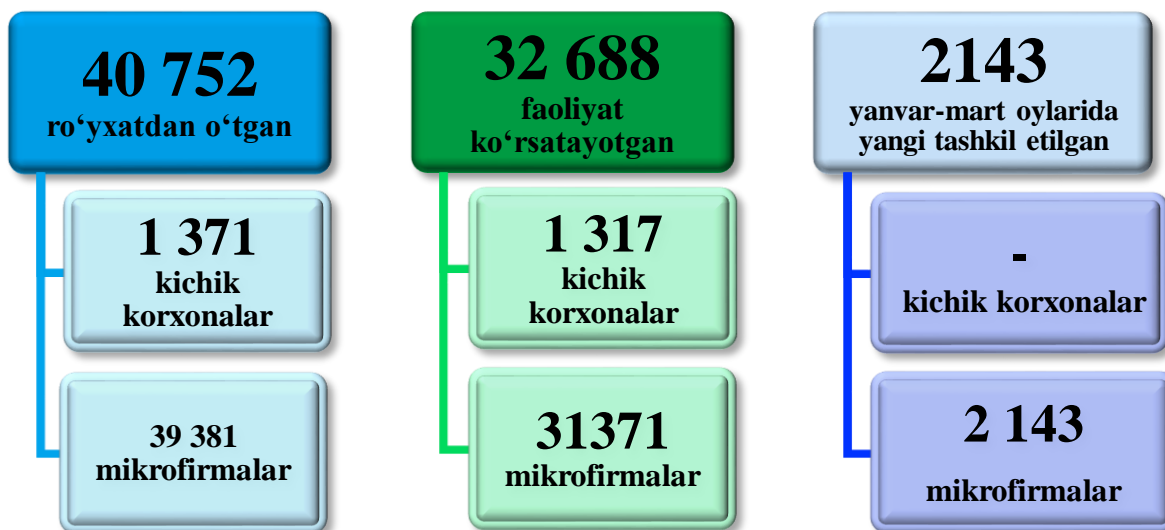 40 752
ro‘yxatdan o‘tgan
1 371
kichik
korxonalar
39 381
mikrofirmalar
32 688
faoliyat
ko‘rsatayotgan
1 317
kichik
korxonalar
31371
mikrofirmalar
2143
yanvar-mart oylarida
yangi tashkil etilgan
-
kichik korxonalar
2 143
mikrofirmalar